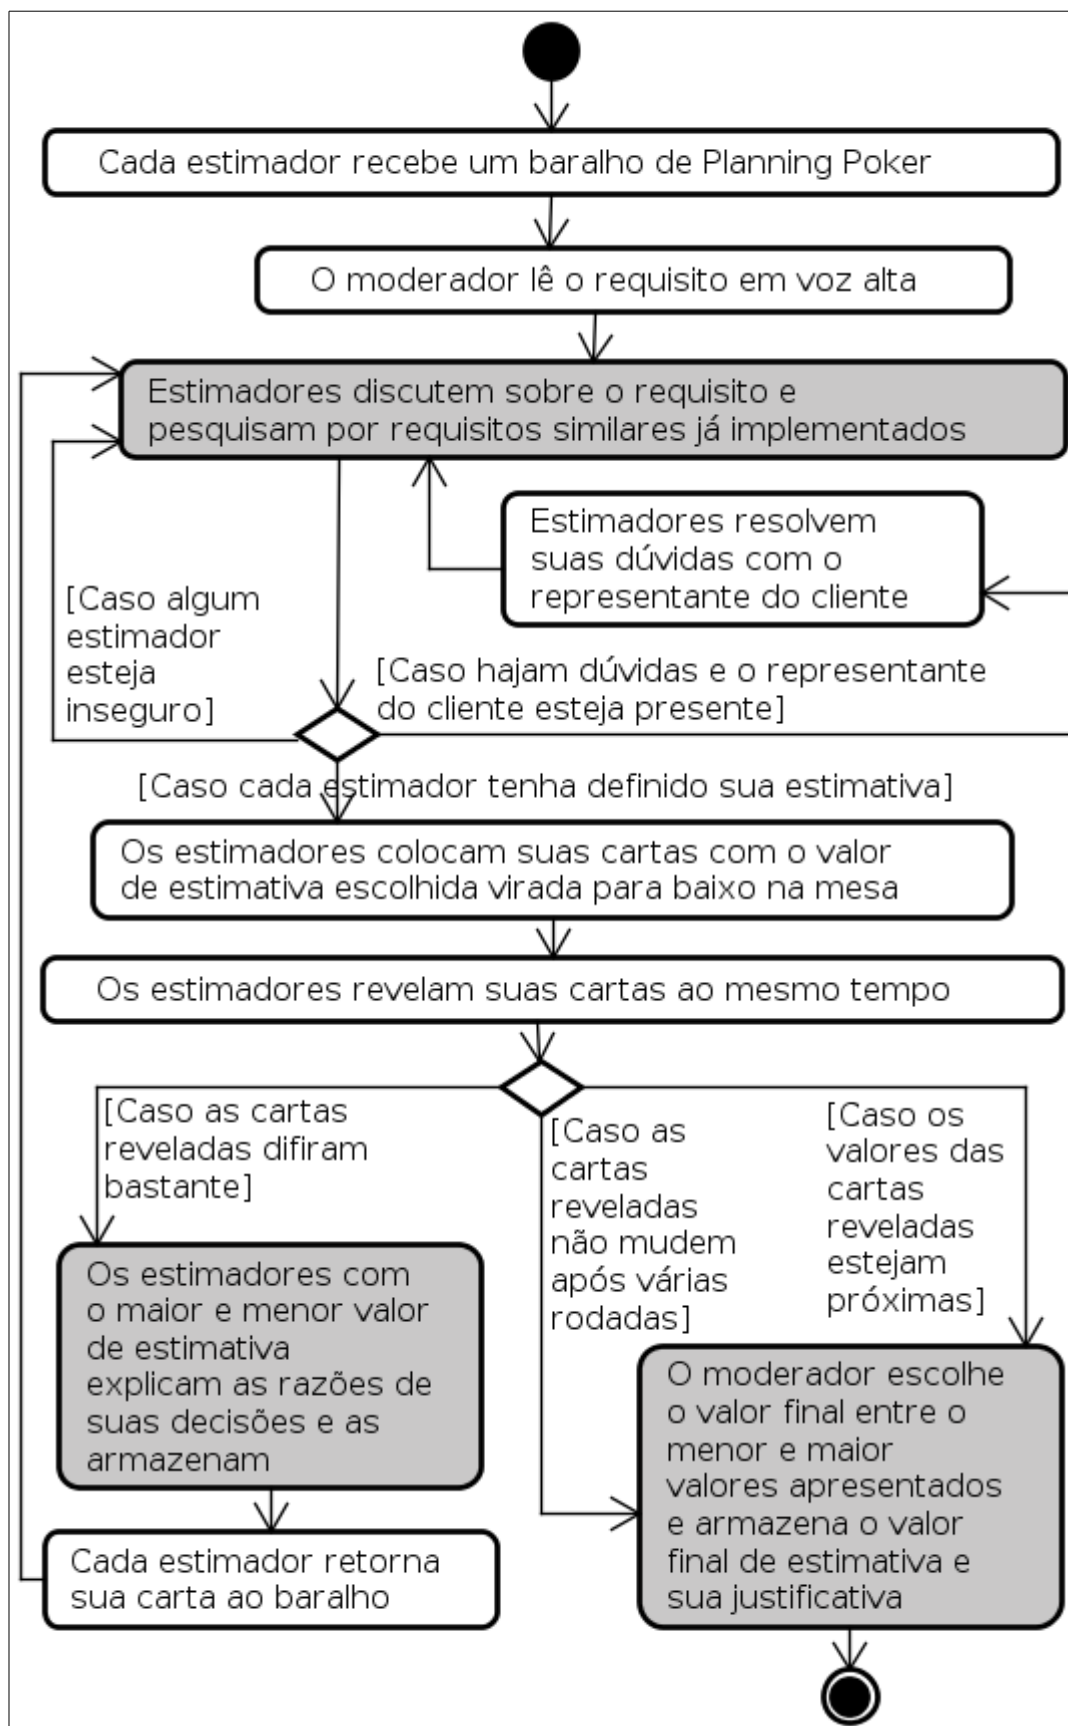 Cada estimador recebe um baralho de Planning Poker
O moderador lê o requisito em voz alta
Estimadores discutem sobre o requisito e
pesquisam por requisitos similares já implementados
Estimadores resolvem
suas dúvidas com o
representante do cliente
[Caso algum
estimador
esteja
inseguro]
[Caso hajam dúvidas e o representante
do cliente esteja presente]
[Caso cada estimador tenha definido sua estimativa]
Os estimadores colocam suas cartas com o valor
de estimativa escolhida virada para baixo na mesa
Os estimadores revelam suas cartas ao mesmo tempo
[Caso as cartas
reveladas difiram
bastante]
[Caso as
cartas
reveladas
não mudem
após várias
rodadas]
[Caso os
valores das
cartas
reveladas
estejam
próximas]
Os estimadores com
o maior e menor valor
de estimativa
explicam as razões de
suas decisões e as
armazenam
O moderador escolhe
o valor final entre o
menor e maior
valores apresentados
e armazena o valor
final de estimativa e
sua justificativa
Cada estimador retorna
sua carta ao baralho